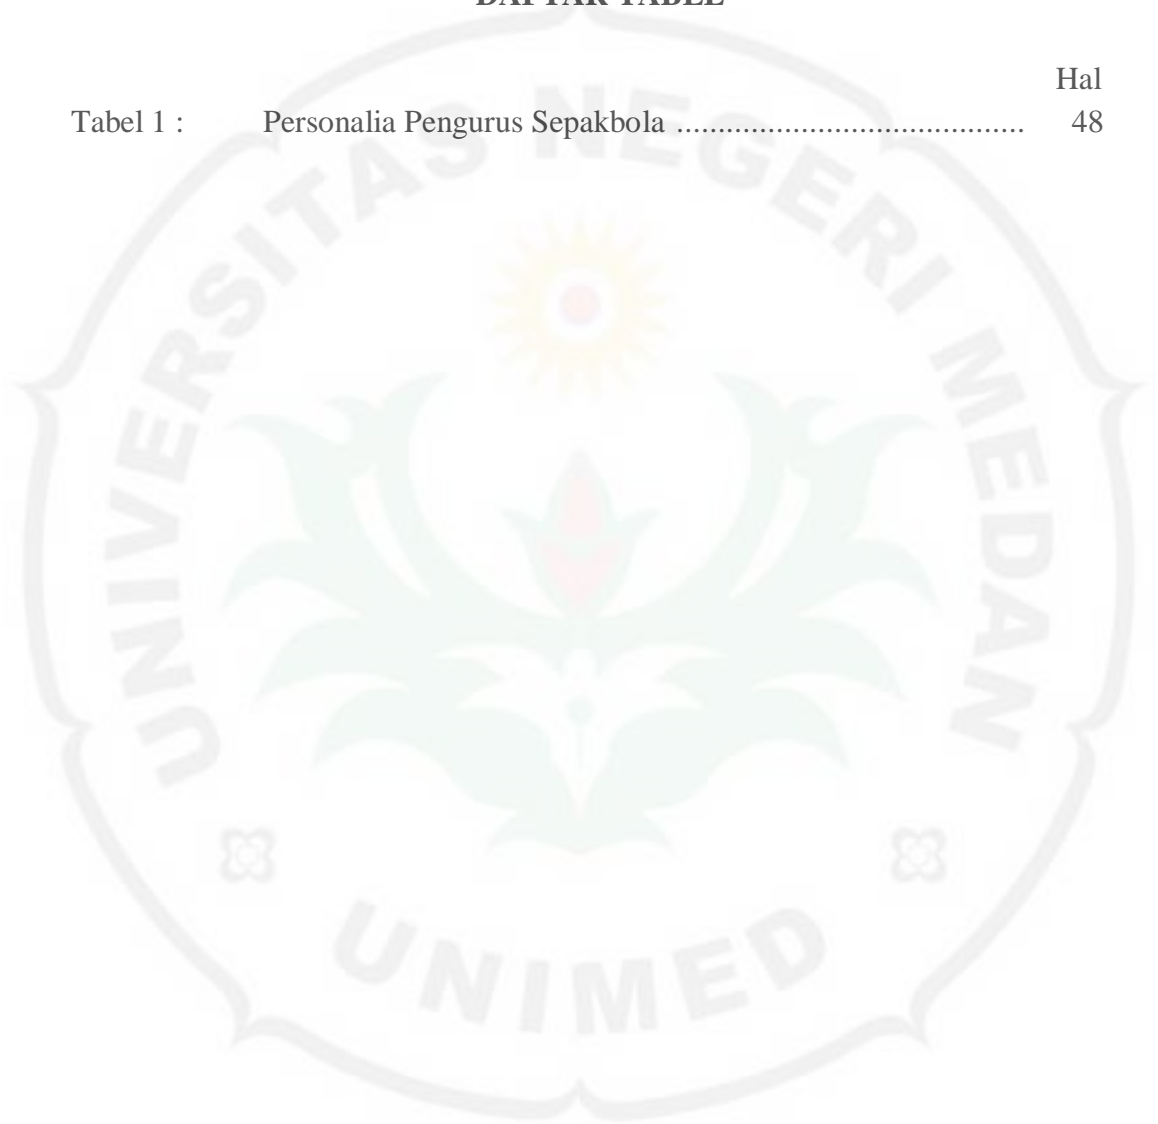 DAFTAR TABEL
Hal
Tabel 1 : Personalia Pengurus Sepakbola .......................................... 48
UNIVERSITAS NEGERI MEDAN
UNIMED